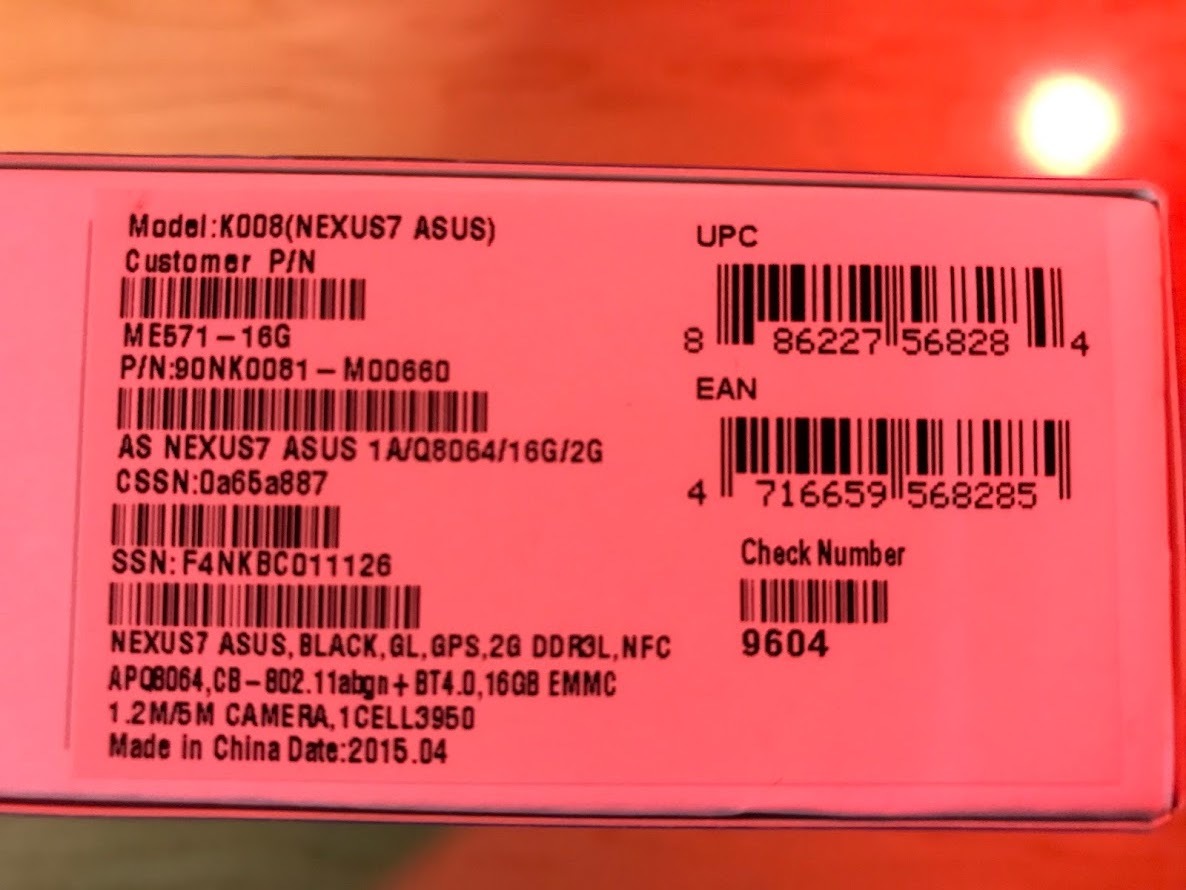 Model:K008(NEXUS7 ASUS)
Customer P/N
ME571-16G
P/N:90NK0081-M00660
AS NEXUS7 ASUS 1A/Q8064/16G/2G
CSSN:0a65a887
SSN:F4NKBC011126
NEXUS7 ASUS,BLACK,GL,GPS,2G DDR3L,NFC
APQ8064,CB-802.11abgn+BT4.0,16GB EMMC
1.2M/5M CAMERA,1CELL3950
Made in China Date:2015.04
UPC
8 86227 56828 4
EAN
4 716659 568285
Check Number
9604